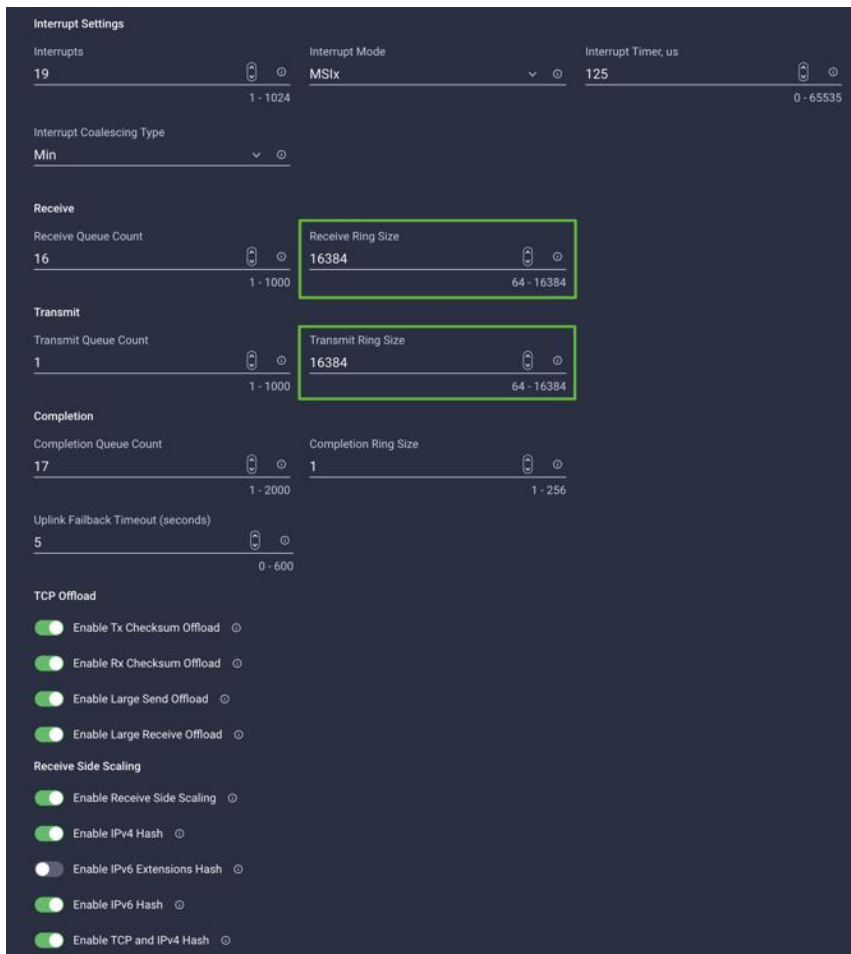 Interrupt Settings
Interrupts Interrupt Mode Interrupt Timer, us
19 MSIx 125
1 - 1024 0 - 65535
Interrupt Coalescing Type
Min
Receive
Receive Queue Count Receive Ring Size
16 16384
1 - 1000 64 - 16384
Transmit
Transmit Queue Count Transmit Ring Size
1 16384
1 - 1000 64 - 16384
Completion
Completion Queue Count Completion Ring Size
17 1
1 - 2000 1 - 256
Uplink Failback Timeout (seconds)
5
0 - 600
TCP Offload
Enable Tx Checksum Offload
Enable Rx Checksum Offload
Enable Large Send Offload
Enable Large Receive Offload
Receive Side Scaling
Enable Receive Side Scaling
Enable IPv4 Hash
Enable IPv6 Extensions Hash
Enable IPv6 Hash
Enable TCP and IPv4 Hash